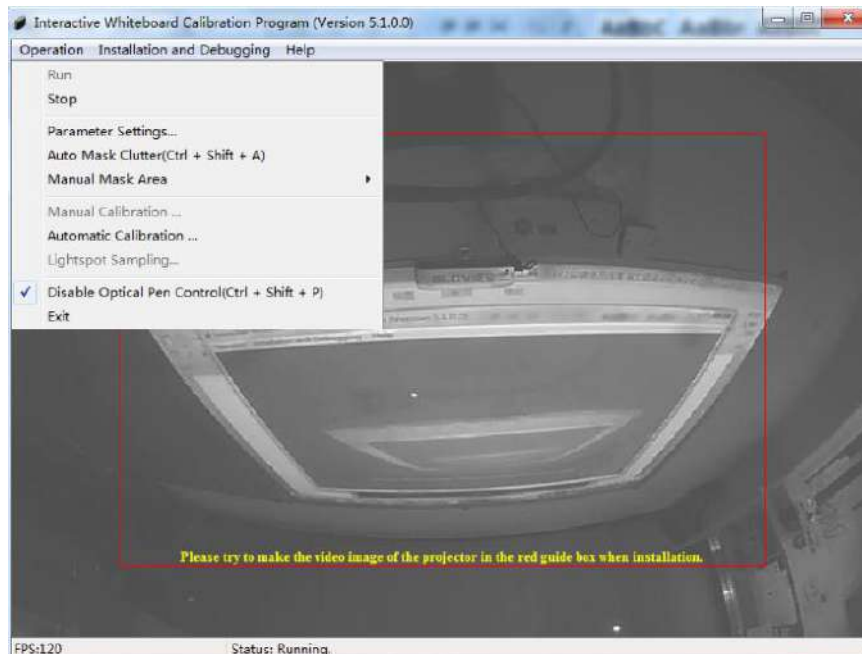 Interactive Whiteboard Calibration Program (Version 5.1.0.0)
Operation Installation and Debugging Help
Run
Stop
Parameter Settings...
Auto Mask Clutter(Ctrl + Shift + A)
Manual Mask Area
Manual Calibration ...
Automatic Calibration ...
Lightspot Sampling...
Disable Optical Pen Control(Ctrl + Shift + P)
Exit
Please try to make the video image of the projector in the red guide box when installation.
FPS:120 Status: Running.